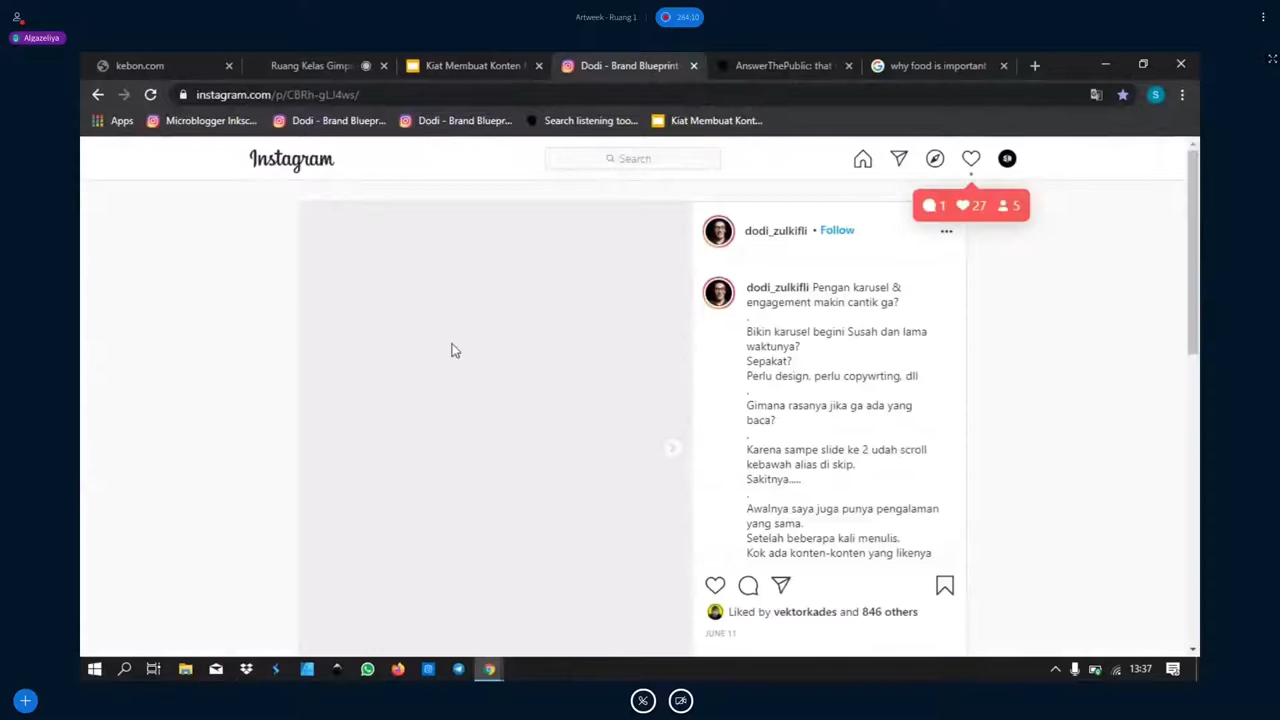 Artweek - Ruang 1
264:10
Algazeliya
kebon.com
Ruang Kelas Gimp
Kiat Membuat Konten
Dodi - Brand Blueprint
AnswerThePublic: that
why food is important
instagram.com/p/CBRh-gLJ4ws/
S
Apps
Microblogger Inksc...
Dodi - Brand Bluepr...
Dodi - Brand Bluepr...
Search listening too...
Kiat Membuat Kont...
Instagram
Search
1 27 5
dodi_zulkifli • Follow
dodi_zulkifli Pengan karusel &
engagement makin cantik ga?
.
Bikin karusel begini Susah dan lama
waktunya?
Sepakat?
Perlu design, perlu copywrting, dll
.
Gimana rasanya jika ga ada yang
baca?
.
Karena sampe slide ke 2 udah scroll
kebawah alias di skip.
Sakitnya.....
.
Awalnya saya juga punya pengalaman
yang sama.
Setelah beberapa kali menulis.
Kok ada konten-konten yang likenya
Liked by vektorkades and 846 others
JUNE 11
13:37